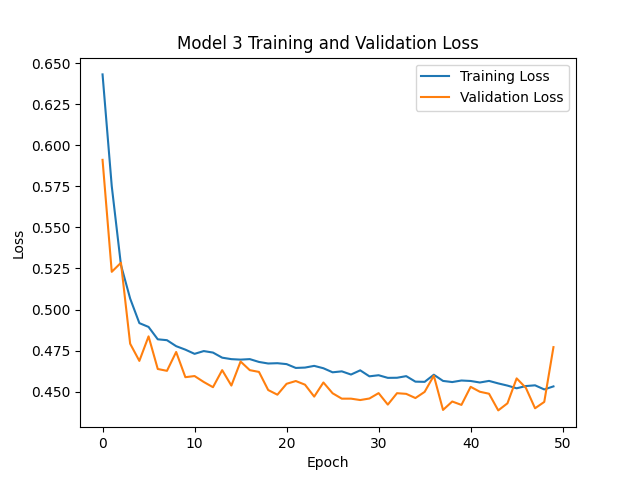 Model 3 Training and Validation Loss
Training Loss
Validation Loss
0.650
0.625
0.600
0.575
0.550
0.525
0.500
0.475
0.450
Loss
0 10 20 30 40 50
Epoch